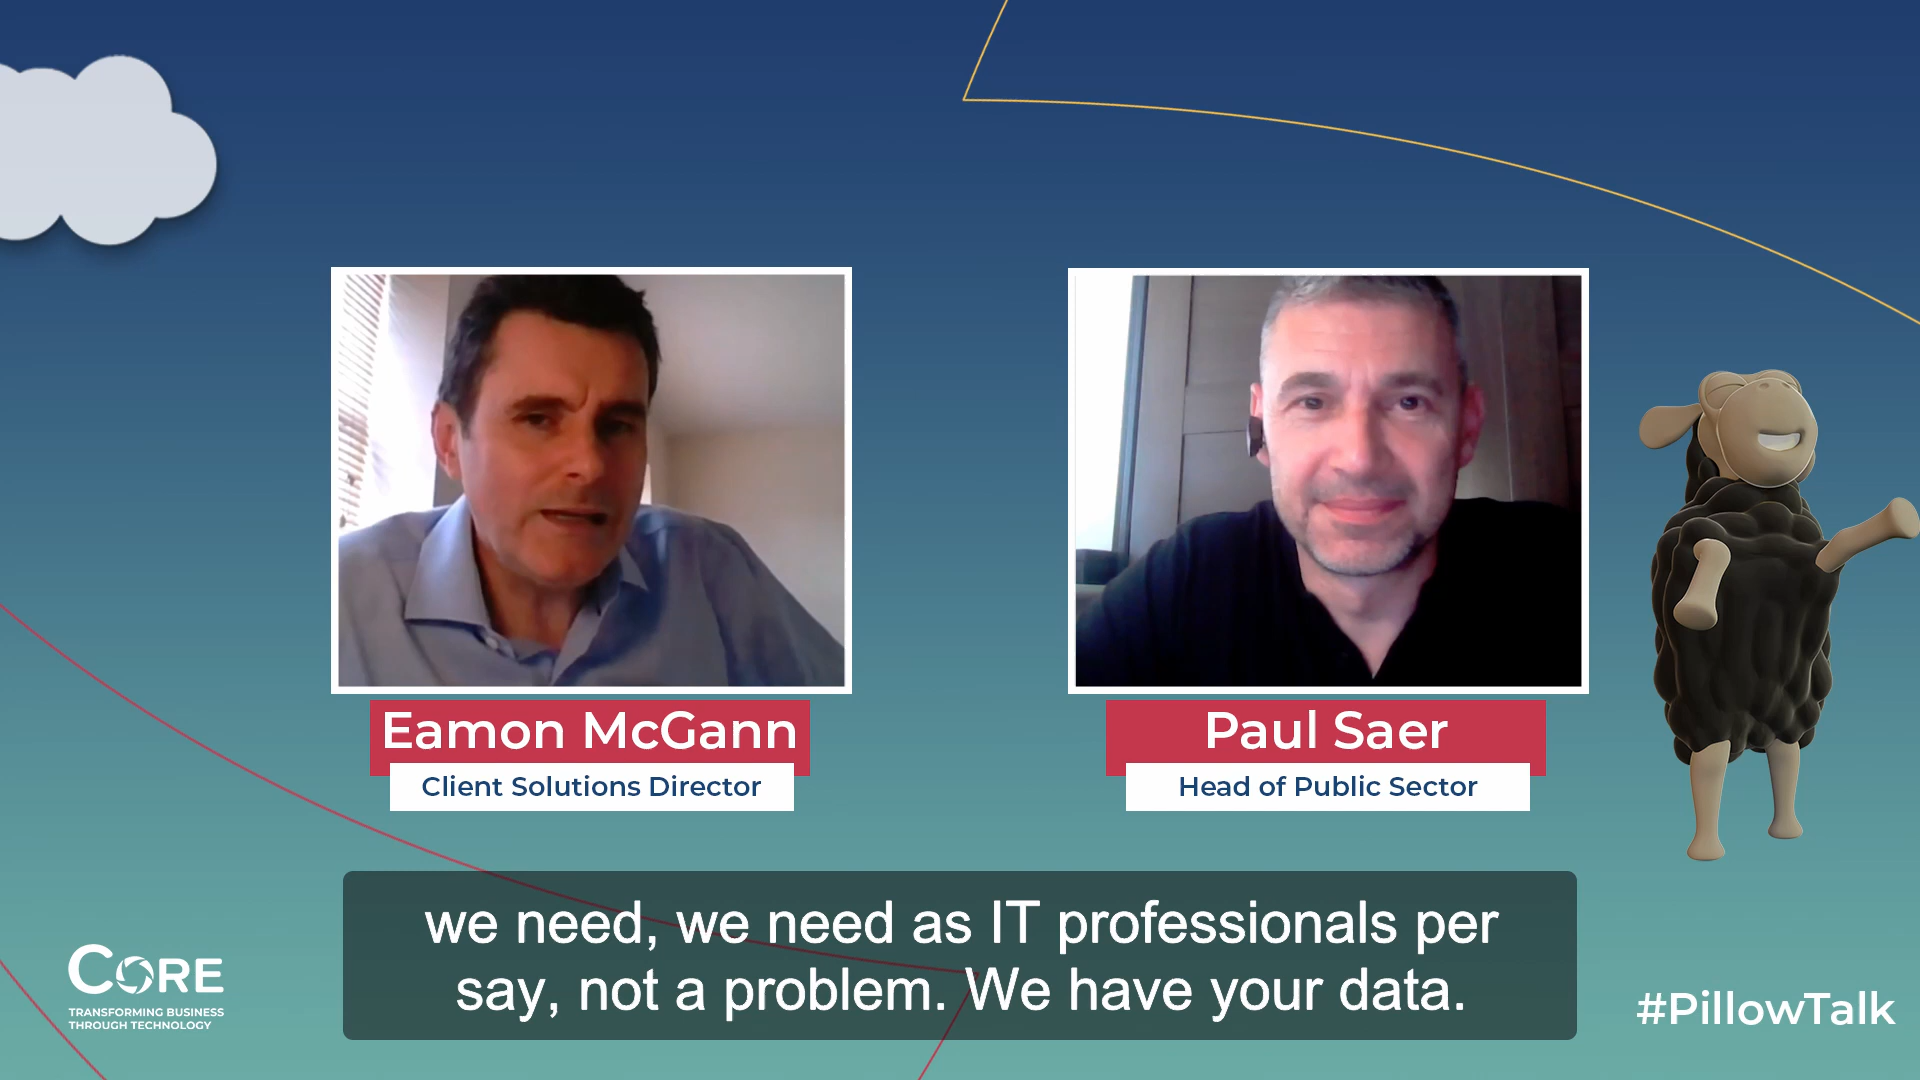 Eamon McGann
Client Solutions Director
Paul Saer
Head of Public Sector
we need, we need as IT professionals per
say, not a problem. We have your data.
CORE
TRANSFORMING BUSINESS
THROUGH TECHNOLOGY
#PillowTalk